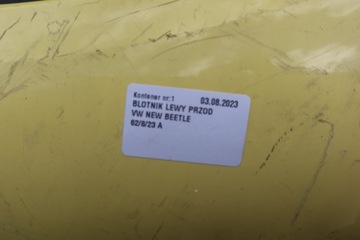 Kontener nr:1 03.08.2023
BLOTNIK LEWY PRZOD
VW NEW BEETLE
62/8/23 A